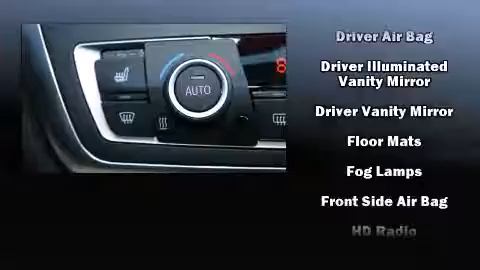 AUTO
8
Driver Air Bag
Driver Illuminated
Vanity Mirror
Driver Vanity Mirror
Floor Mats
Fog Lamps
Front Side Air Bag
HD Radio